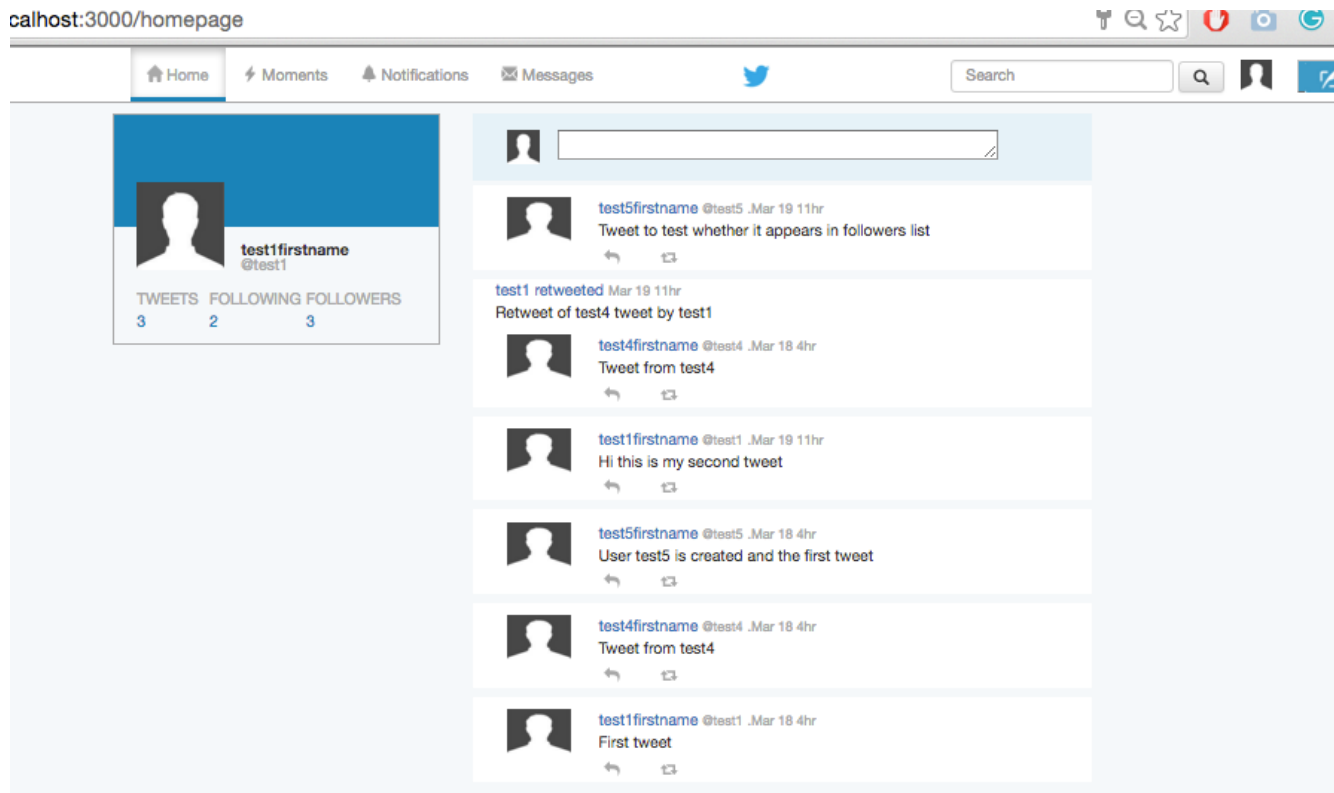 calhost:3000/homepage
Home Moments Notifications Messages Search
test1firstname
@test1
TWEETS FOLLOWING FOLLOWERS
3 2 3
test5firstname @test5 .Mar 19 11hr
Tweet to test whether it appears in followers list
test1 retweeted Mar 19 11hr
Retweet of test4 tweet by test1
test4firstname @test4 .Mar 18 4hr
Tweet from test4
test1firstname @test1 .Mar 19 11hr
Hi this is my second tweet
test5firstname @test5 .Mar 18 4hr
User test5 is created and the first tweet
test4firstname @test4 .Mar 18 4hr
Tweet from test4
test1firstname @test1 .Mar 18 4hr
First tweet